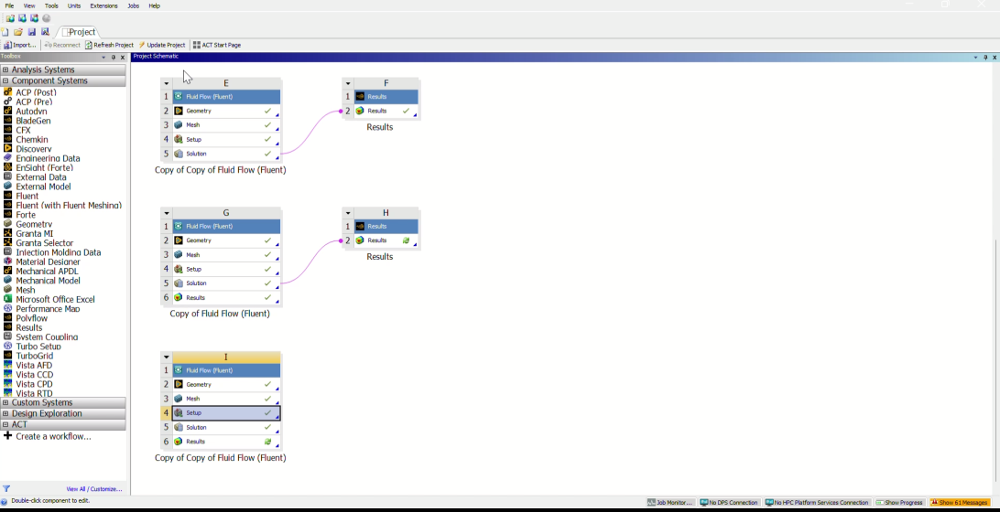 File View Tools Units Extensions Jobs Help
Project
Import... Reconnect Refresh Project Update Project ACT Start Page
Toolbox
Analysis Systems
Component Systems
ACP (Post)
ACP (Pre)
Autodyn
BladeGen
CFX
Chemkin
Discovery
Engineering Data
EnSight (Forte)
External Data
External Model
Fluent
Fluent (with Fluent Meshing)
Forte
Geometry
Granta MI
Granta Selector
Injection Molding Data
Material Designer
Mechanical APDL
Mechanical Model
Mesh
Microsoft Office Excel
Performance Map
Polyflow
Results
System Coupling
Turbo Setup
TurboGrid
Vista AFD
Vista CCD
Vista CPD
Vista RTD
Custom Systems
Design Exploration
ACT
Create a workflow...
View All / Customize...
Project Schematic
E
1 Fluid Flow (Fluent)
2 Geometry
3 Mesh
4 Setup
5 Solution
Copy of Copy of Fluid Flow (Fluent)
F
1 Results
2 Results
Results
G
1 Fluid Flow (Fluent)
2 Geometry
3 Mesh
4 Setup
5 Solution
6 Results
Copy of Fluid Flow (Fluent)
H
1 Results
2 Results
Results
I
1 Fluid Flow (Fluent)
2 Geometry
3 Mesh
4 Setup
5 Solution
6 Results
Copy of Copy of Fluid Flow (Fluent)
Double-click component to edit.
Job Monitor... No DPS Connection No HPC Platform Services Connection Show Progress Show 61 Messages